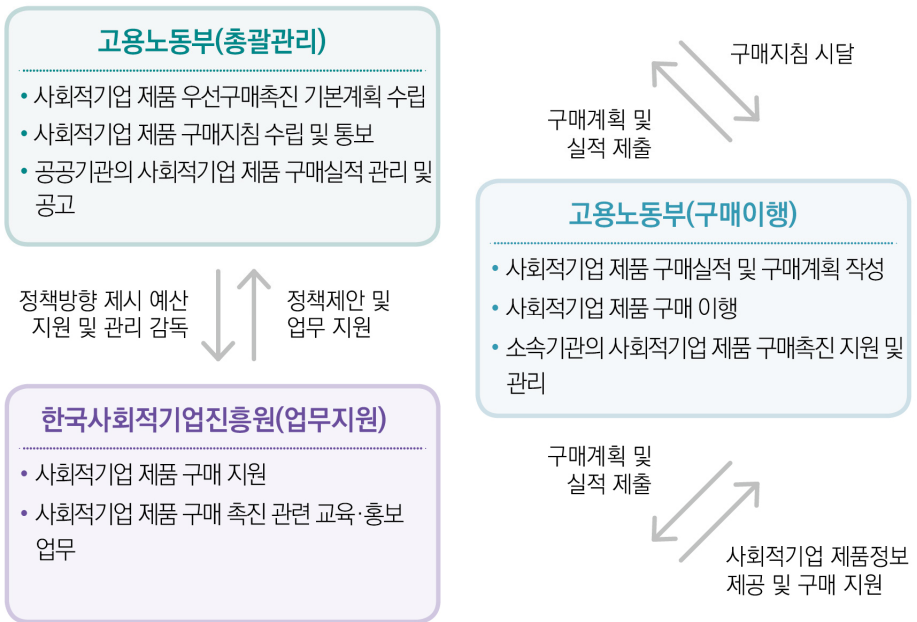 고용노동부(총괄관리)
• 사회적기업 제품 우선구매촉진 기본계획 수립
• 사회적기업 제품 구매지침 수립 및 통보
• 공공기관의 사회적기업 제품 구매실적 관리 및
공고
정책방향 제시 예산
지원 및 관리 감독
정책제안 및
업무 지원
한국사회적기업진흥원(업무지원)
• 사회적기업 제품 구매 지원
• 사회적기업 제품 구매 촉진 관련 교육·홍보
업무
구매지침 시달
구매계획 및
실적 제출
고용노동부(구매이행)
• 사회적기업 제품 구매실적 및 구매계획 작성
• 사회적기업 제품 구매 이행
• 소속기관의 사회적기업 제품 구매촉진 지원 및
관리
구매계획 및
실적 제출
사회적기업 제품정보
제공 및 구매 지원